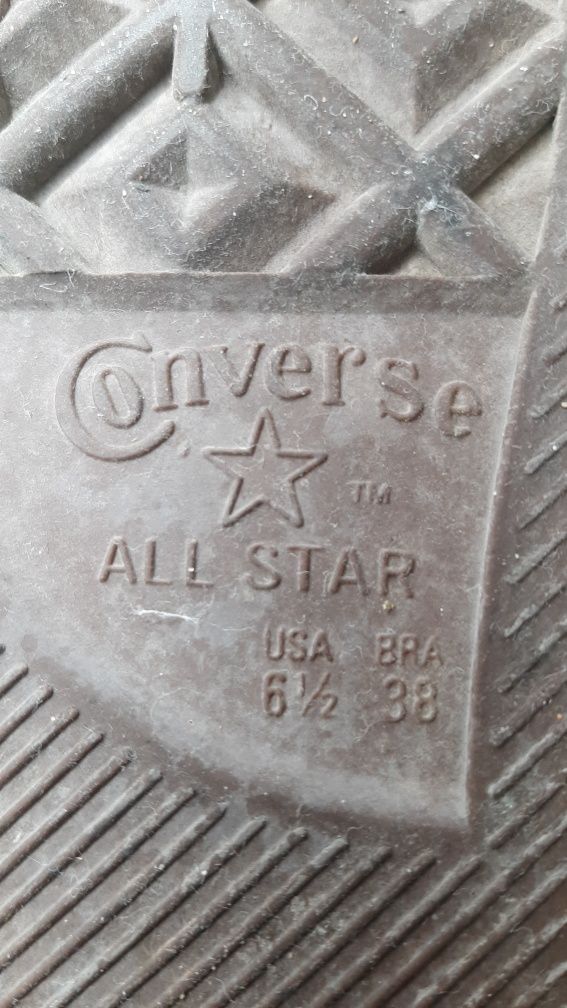 Converse
TM
ALL STAR
USA BRA
6½ 38